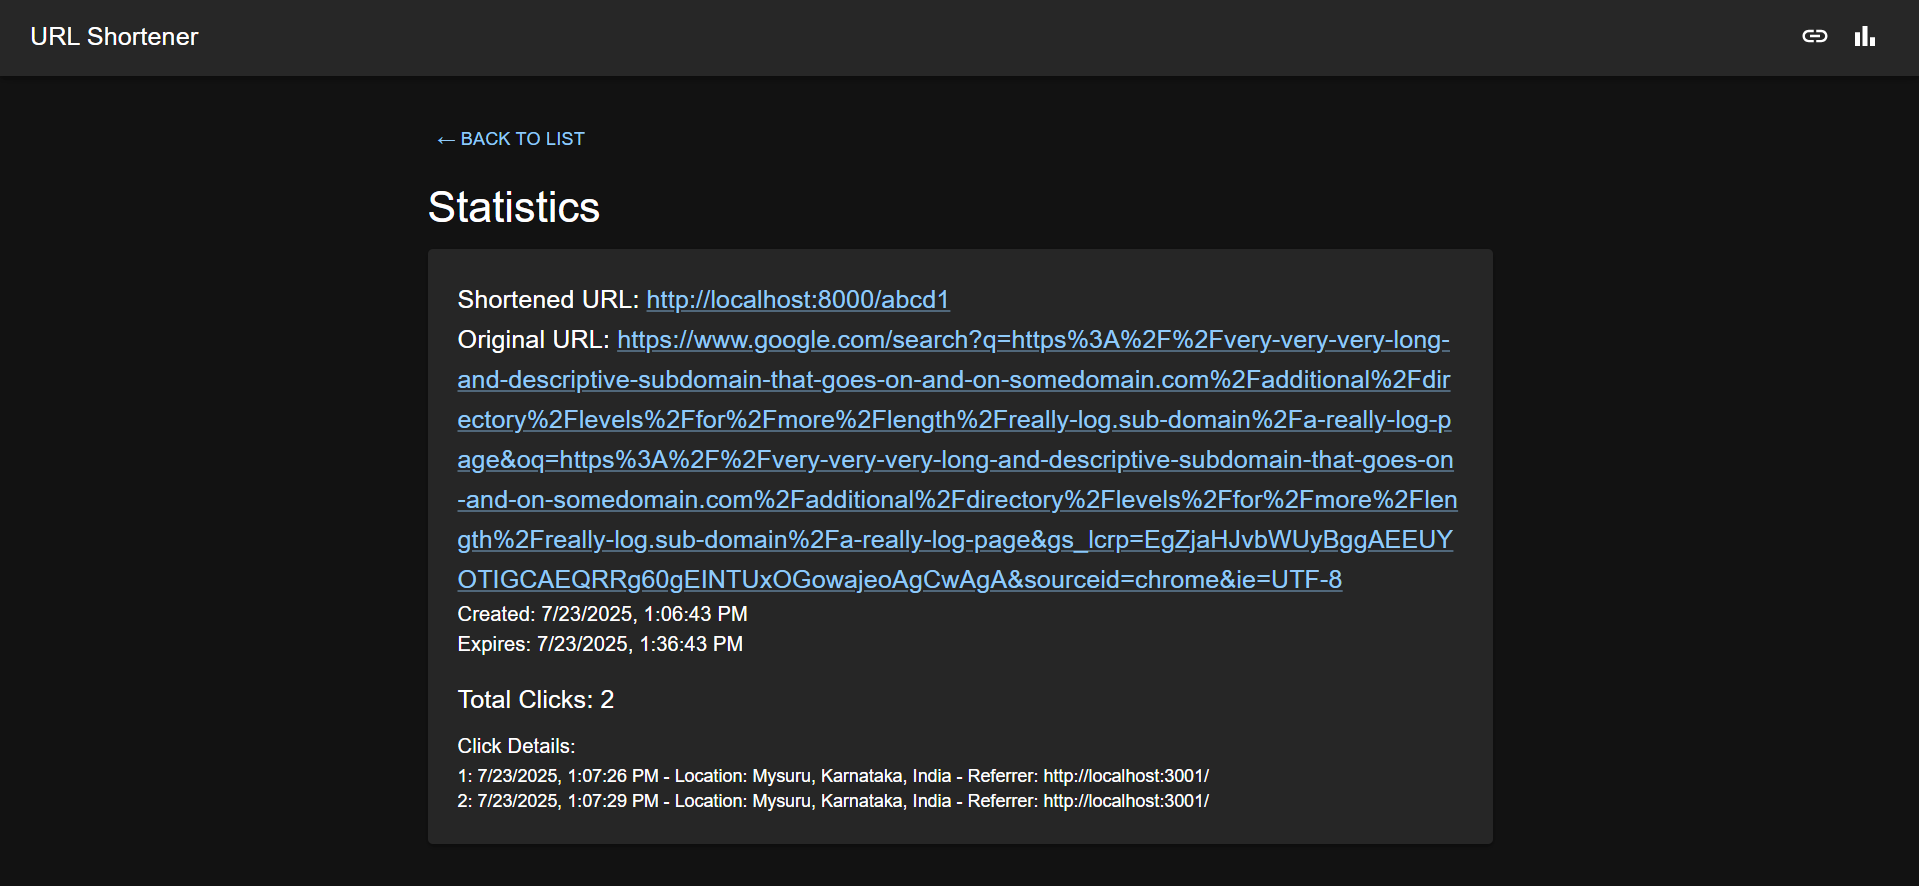 URL Shortener
← BACK TO LIST
Statistics
Shortened URL: http://localhost:8000/abcd1
Original URL: https://www.google.com/search?q=https%3A%2F%2Fvery-very-very-long-
and-descriptive-subdomain-that-goes-on-and-on-somedomain.com%2Fadditional%2Fdir
ectory%2Flevels%2Ffor%2Fmore%2Flength%2Freally-log.sub-domain%2Fa-really-log-p
age&oq=https%3A%2F%2Fvery-very-very-long-and-descriptive-subdomain-that-goes-on
-and-on-somedomain.com%2Fadditional%2Fdirectory%2Flevels%2Ffor%2Fmore%2Flen
gth%2Freally-log.sub-domain%2Fa-really-log-page&gs_lcrp=EgZjaHJvbWUyBggAEEUY
OTIGCAEQRRg60gEINTUxOGowajeoAgCwAgA&sourceid=chrome&ie=UTF-8
Created: 7/23/2025, 1:06:43 PM
Expires: 7/23/2025, 1:36:43 PM
Total Clicks: 2
Click Details:
1: 7/23/2025, 1:07:26 PM - Location: Mysuru, Karnataka, India - Referrer: http://localhost:3001/
2: 7/23/2025, 1:07:29 PM - Location: Mysuru, Karnataka, India - Referrer: http://localhost:3001/